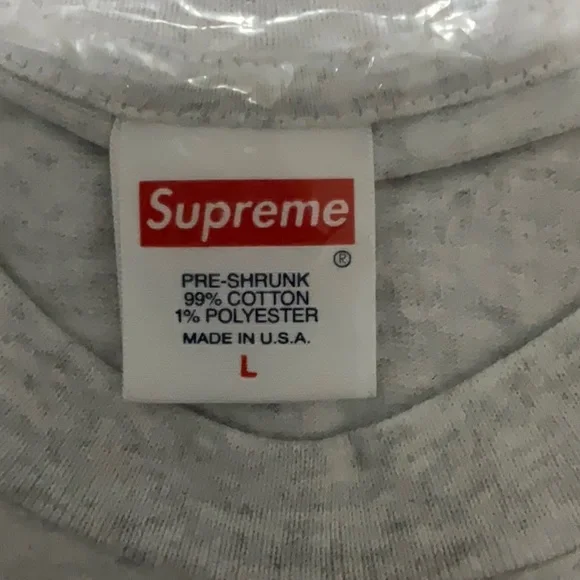 Supreme
®
PRE-SHRUNK
99% COTTON
1% POLYESTER
MADE IN U.S.A.
L